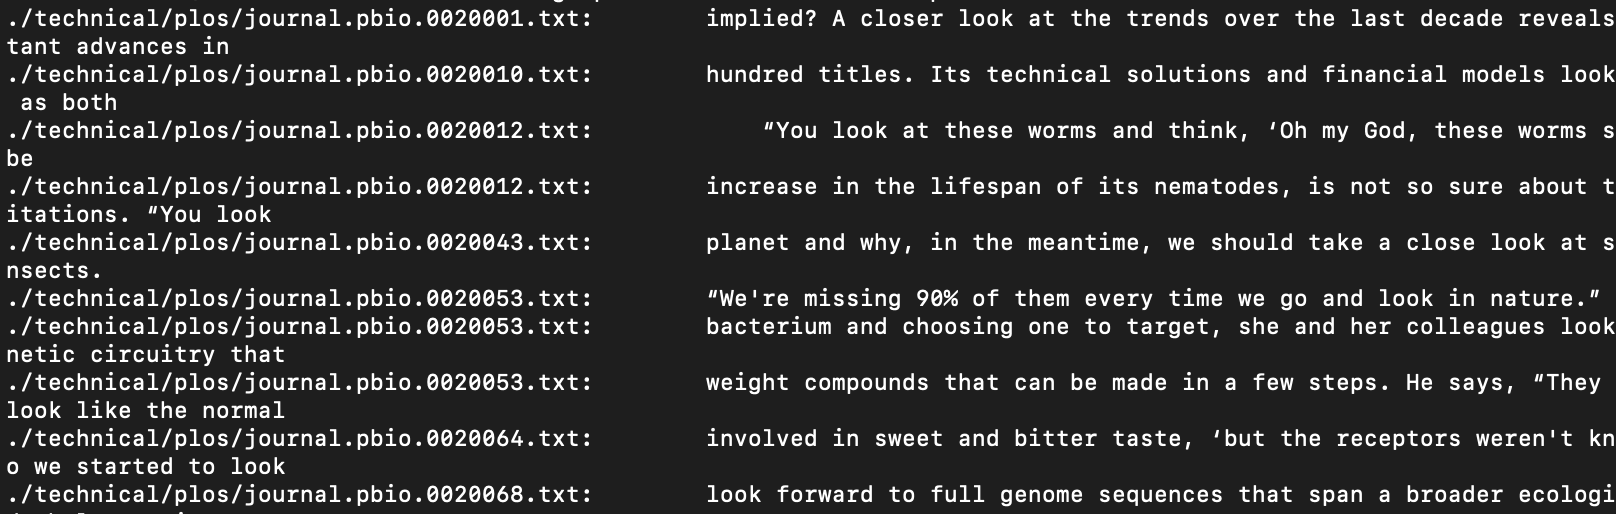 ./technical/plos/journal.pbio.0020001.txt: implied? A closer look at the trends over the last decade reveals
tant advances in
./technical/plos/journal.pbio.0020010.txt: hundred titles. Its technical solutions and financial models look
as both
./technical/plos/journal.pbio.0020012.txt: “You look at these worms and think, ‘Oh my God, these worms s
be
./technical/plos/journal.pbio.0020012.txt: increase in the lifespan of its nematodes, is not so sure about t
itations. “You look
./technical/plos/journal.pbio.0020043.txt: planet and why, in the meantime, we should take a close look at s
nsects.
./technical/plos/journal.pbio.0020053.txt: “We're missing 90% of them every time we go and look in nature.”
./technical/plos/journal.pbio.0020053.txt: bacterium and choosing one to target, she and her colleagues look
netic circuitry that
./technical/plos/journal.pbio.0020053.txt: weight compounds that can be made in a few steps. He says, “They
look like the normal
./technical/plos/journal.pbio.0020064.txt: involved in sweet and bitter taste, ‘but the receptors weren't kn
o we started to look
./technical/plos/journal.pbio.0020068.txt: look forward to full genome sequences that span a broader ecologi